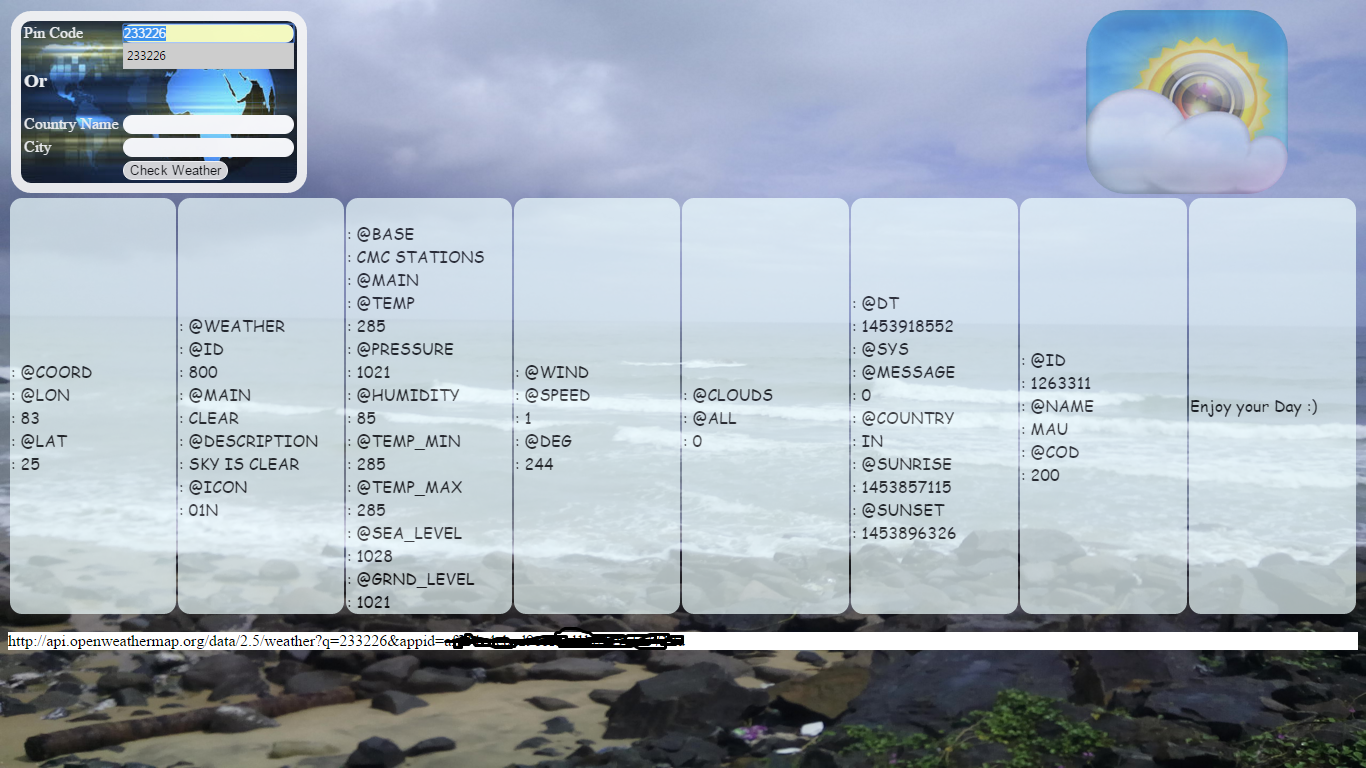 Pin Code 233226
233226
Or
Country Name
City
Check Weather
: @COORD
: @LON
: 83
: @LAT
: 25
: @WEATHER
: @ID
: 800
: @MAIN
: CLEAR
: @DESCRIPTION
: SKY IS CLEAR
: @ICON
: 01N
: @BASE
: CMC STATIONS
: @MAIN
: @TEMP
: 285
: @PRESSURE
: 1021
: @HUMIDITY
: 85
: @TEMP_MIN
: 285
: @TEMP_MAX
: 285
: @SEA_LEVEL
: 1028
: @GRND_LEVEL
: 1021
: @WIND
: @SPEED
: 1
: @DEG
: 244
: @CLOUDS
: @ALL
: 0
: @DT
: 1453918552
: @SYS
: @MESSAGE
: 0
: @COUNTRY
: IN
: @SUNRISE
: 1453857115
: @SUNSET
: 1453896326
: @ID
: 1263311
: @NAME
: MAU
: @COD
: 200
Enjoy your Day :)
http://api.openweathermap.org/data/2.5/weather?q=233226&appid=